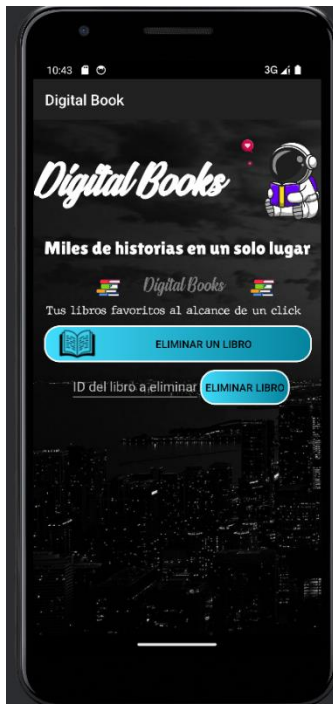 10:43 3G
Digital Book
Digital Books
Miles de historias en un solo lugar
Digital Books
Tus libros favoritos al alcance de un click
ELIMINAR UN LIBRO
ID del libro a eliminar ELIMINAR LIBRO